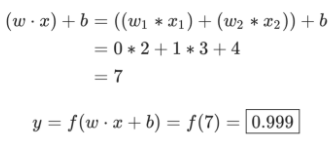 (w · x) + b = ((w₁ * x₁) + (w₂ * x₂)) + b
= 0 * 2 + 1 * 3 + 4
= 7
y = f(w · x + b) = f(7) = 0.999